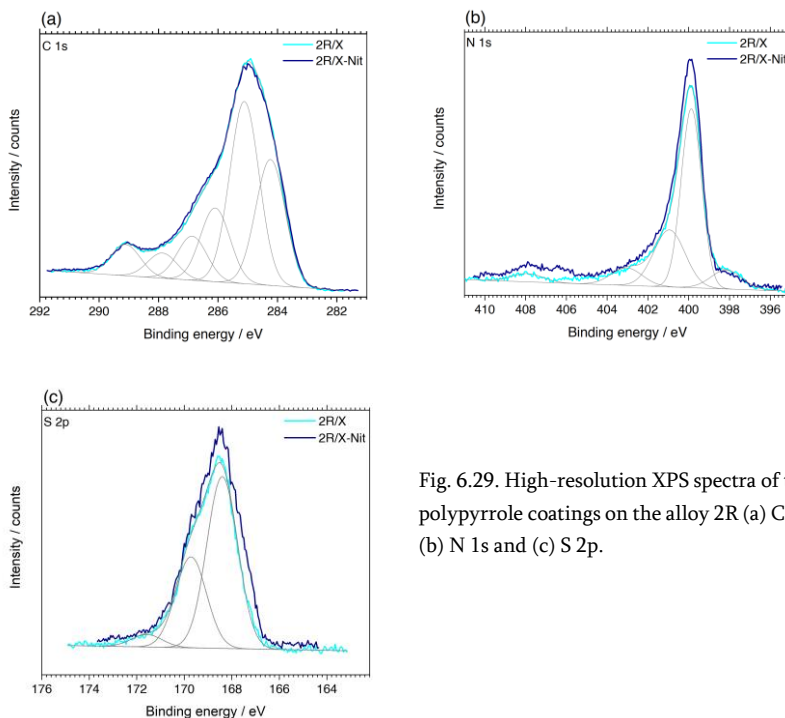 (a)
C 1s
2R/X
2R/X-Nit
Intensity / counts
292 290 288 286 284 282
Binding energy / eV
(b)
N 1s
2R/X
2R/X-Nit
Intensity / counts
410 408 406 404 402 400 398 396
Binding energy / eV
(c)
S 2p
2R/X
2R/X-Nit
Intensity / counts
176 174 172 170 168 166 164
Binding energy / eV
Fig. 6.29. High-resolution XPS spectra of
polypyrrole coatings on the alloy 2R (a) C
(b) N 1s and (c) S 2p.